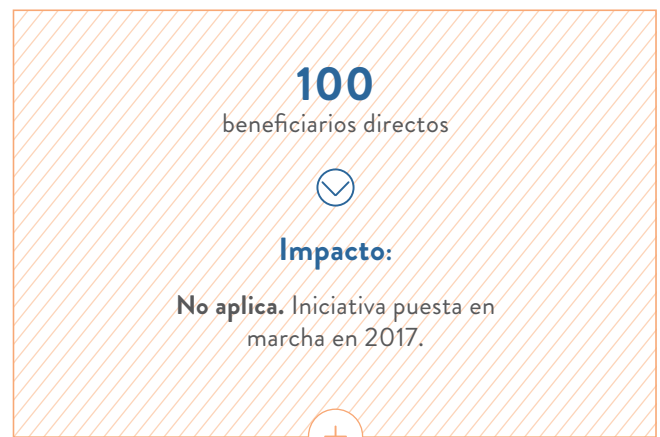 100
beneficiarios directos
Impacto:
No aplica. Iniciativa puesta en
marcha en 2017.